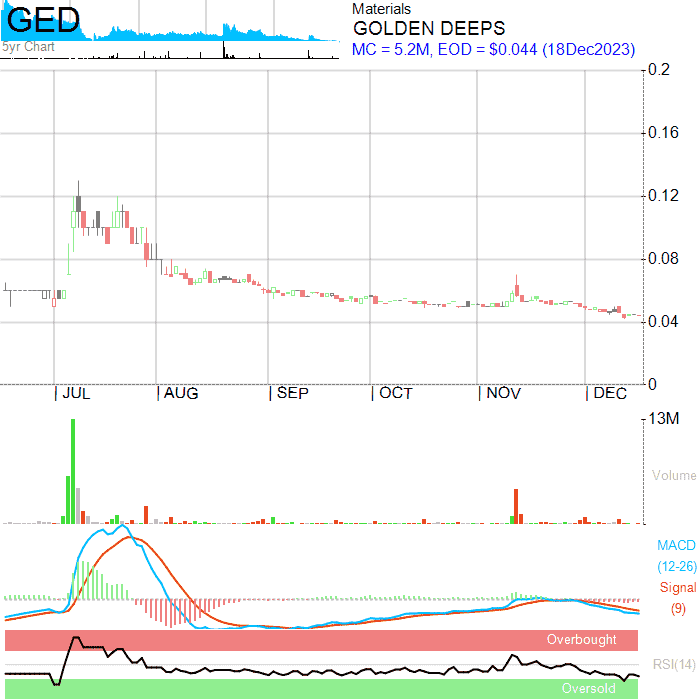 GED
5yr Chart
Materials
GOLDEN DEEPS
MC = 5.2M, EOD = $0.044 (18Dec2023)
0.2
0.16
0.12
0.08
0.04
0
JUL AUG SEP OCT NOV DEC
13M
Volume
MACD
(12-26)
Signal
(9)
Overbought
RSI(14)
Oversold